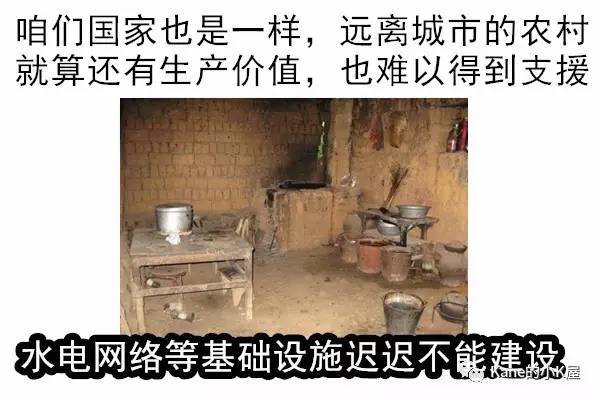 咱们国家也是一样，远离城市的农村
就算还有生产价值，也难以得到支援
水电网络等基础设施迟迟不能建设
Kane的小K屋